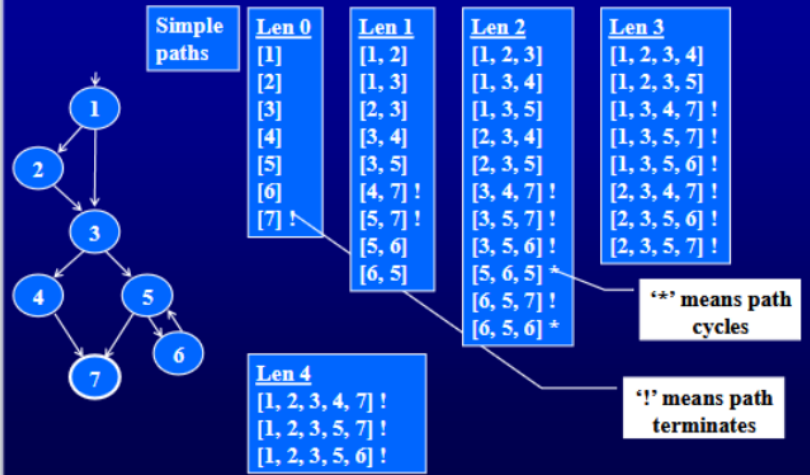 Simple
paths
Len 0
[1]
[2]
[3]
[4]
[5]
[6]
[7] !
Len 1
[1, 2]
[1, 3]
[2, 3]
[3, 4]
[3, 5]
[4, 7] !
[5, 7] !
[5, 6]
[6, 5]
Len 2
[1, 2, 3]
[1, 3, 4]
[1, 3, 5]
[2, 3, 4]
[2, 3, 5]
[3, 4, 7] !
[3, 5, 7] !
[3, 5, 6] !
[5, 6, 5] *
[6, 5, 7] !
[6, 5, 6] *
Len 3
[1, 2, 3, 4]
[1, 2, 3, 5]
[1, 3, 4, 7] !
[1, 3, 5, 7] !
[1, 3, 5, 6] !
[2, 3, 4, 7] !
[2, 3, 5, 6] !
[2, 3, 5, 7] !
1
2
3
4
5
6
7
‘*’ means path
cycles
Len 4
[1, 2, 3, 4, 7] !
[1, 2, 3, 5, 7] !
[1, 2, 3, 5, 6] !
‘!’ means path
terminates